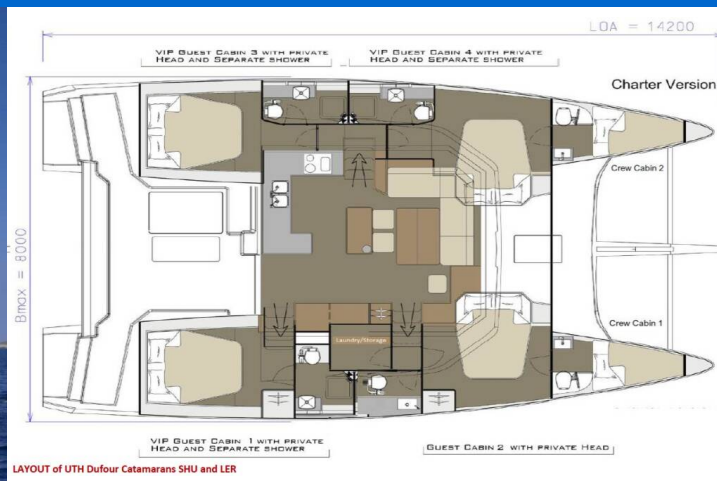 LOA = 14200
VIP Guest Cabin 3 with private
Head and Separate shower
VIP Guest Cabin 4 with private
Head and Separate shower
Charter Version
Crew Cabin 2
Bmax = 8000
Laundry/Storage
Crew Cabin 1
VIP Guest Cabin 1 with private
Head and Separate shower
Guest Cabin 2 with private Head
LAYOUT of UTH Dufour Catamarans SHU and LER